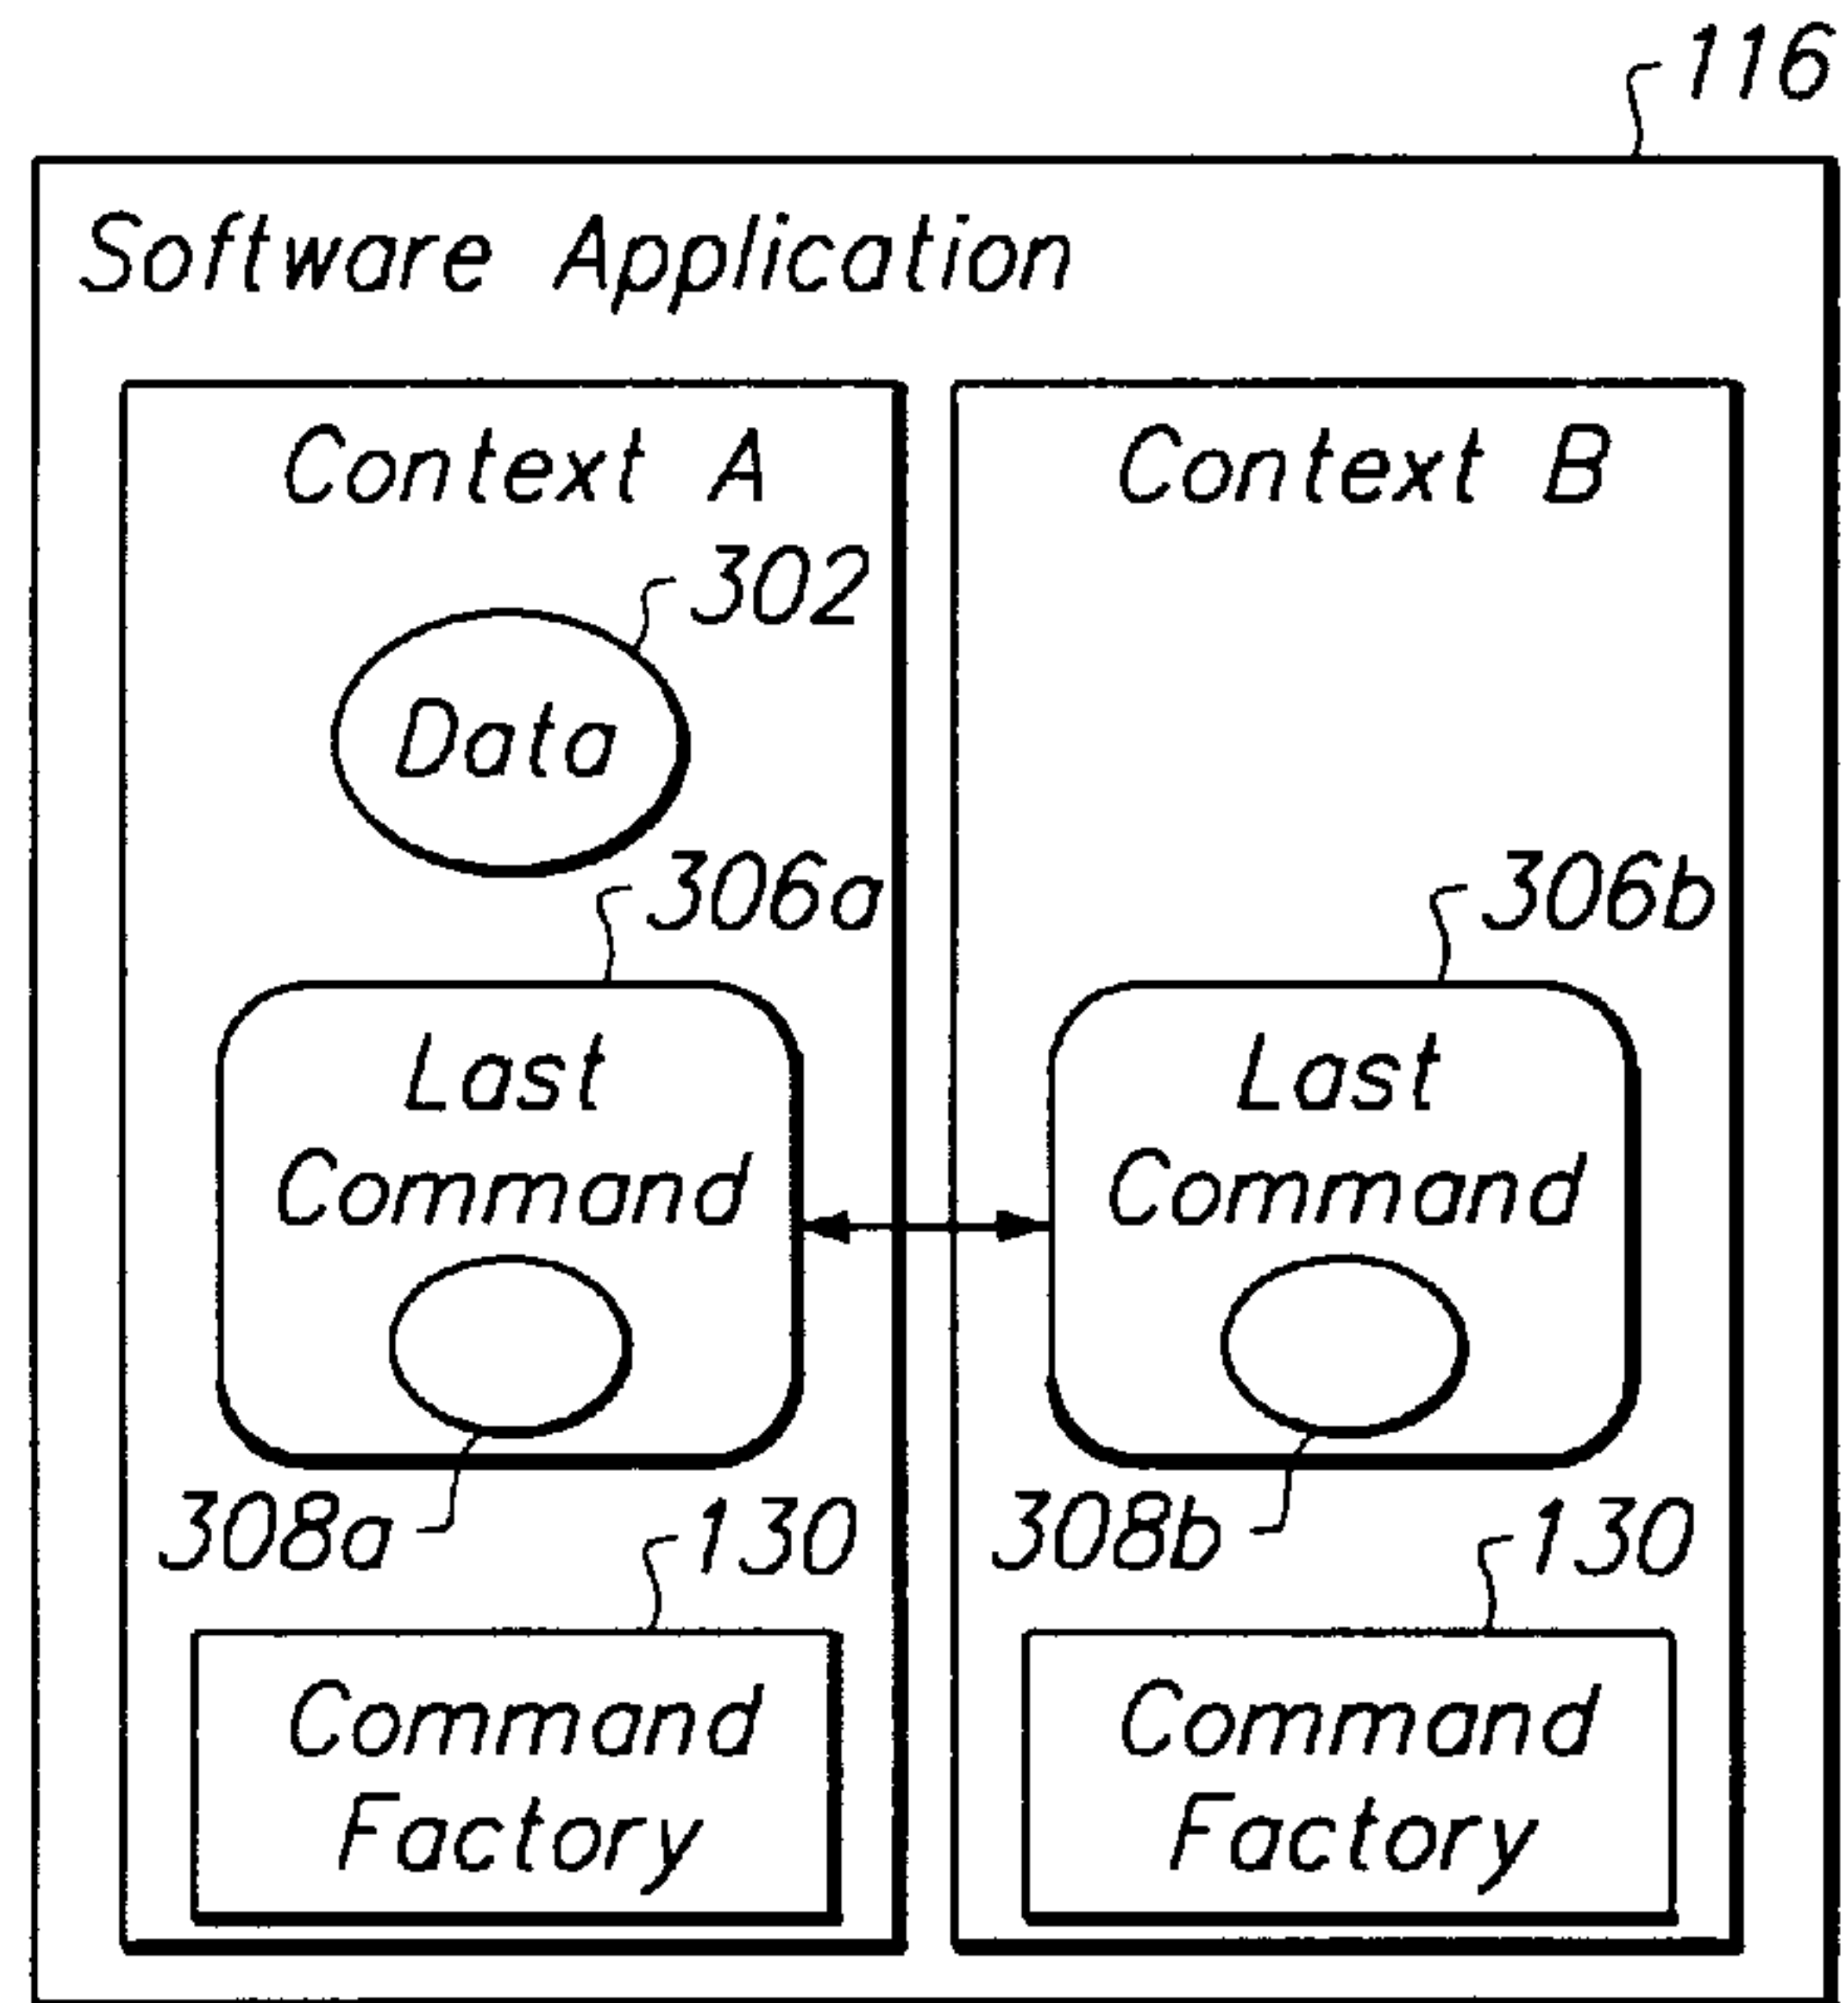 116
Software Application
Context A
302
Data
306a
Last
Command
308a
130
Command
Factory
Context B
306b
Last
Command
308b
130
Command
Factory